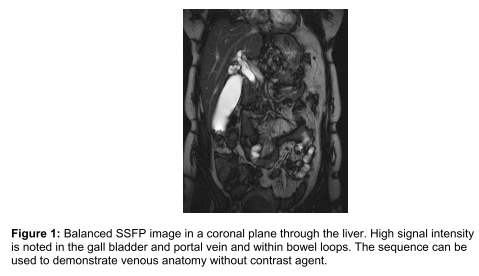 Figure 1: Balanced SSFP image in a coronal plane through the liver. High signal intensity
is noted in the gall bladder and portal vein and within bowel loops. The sequence can be
used to demonstrate venous anatomy without contrast agent.